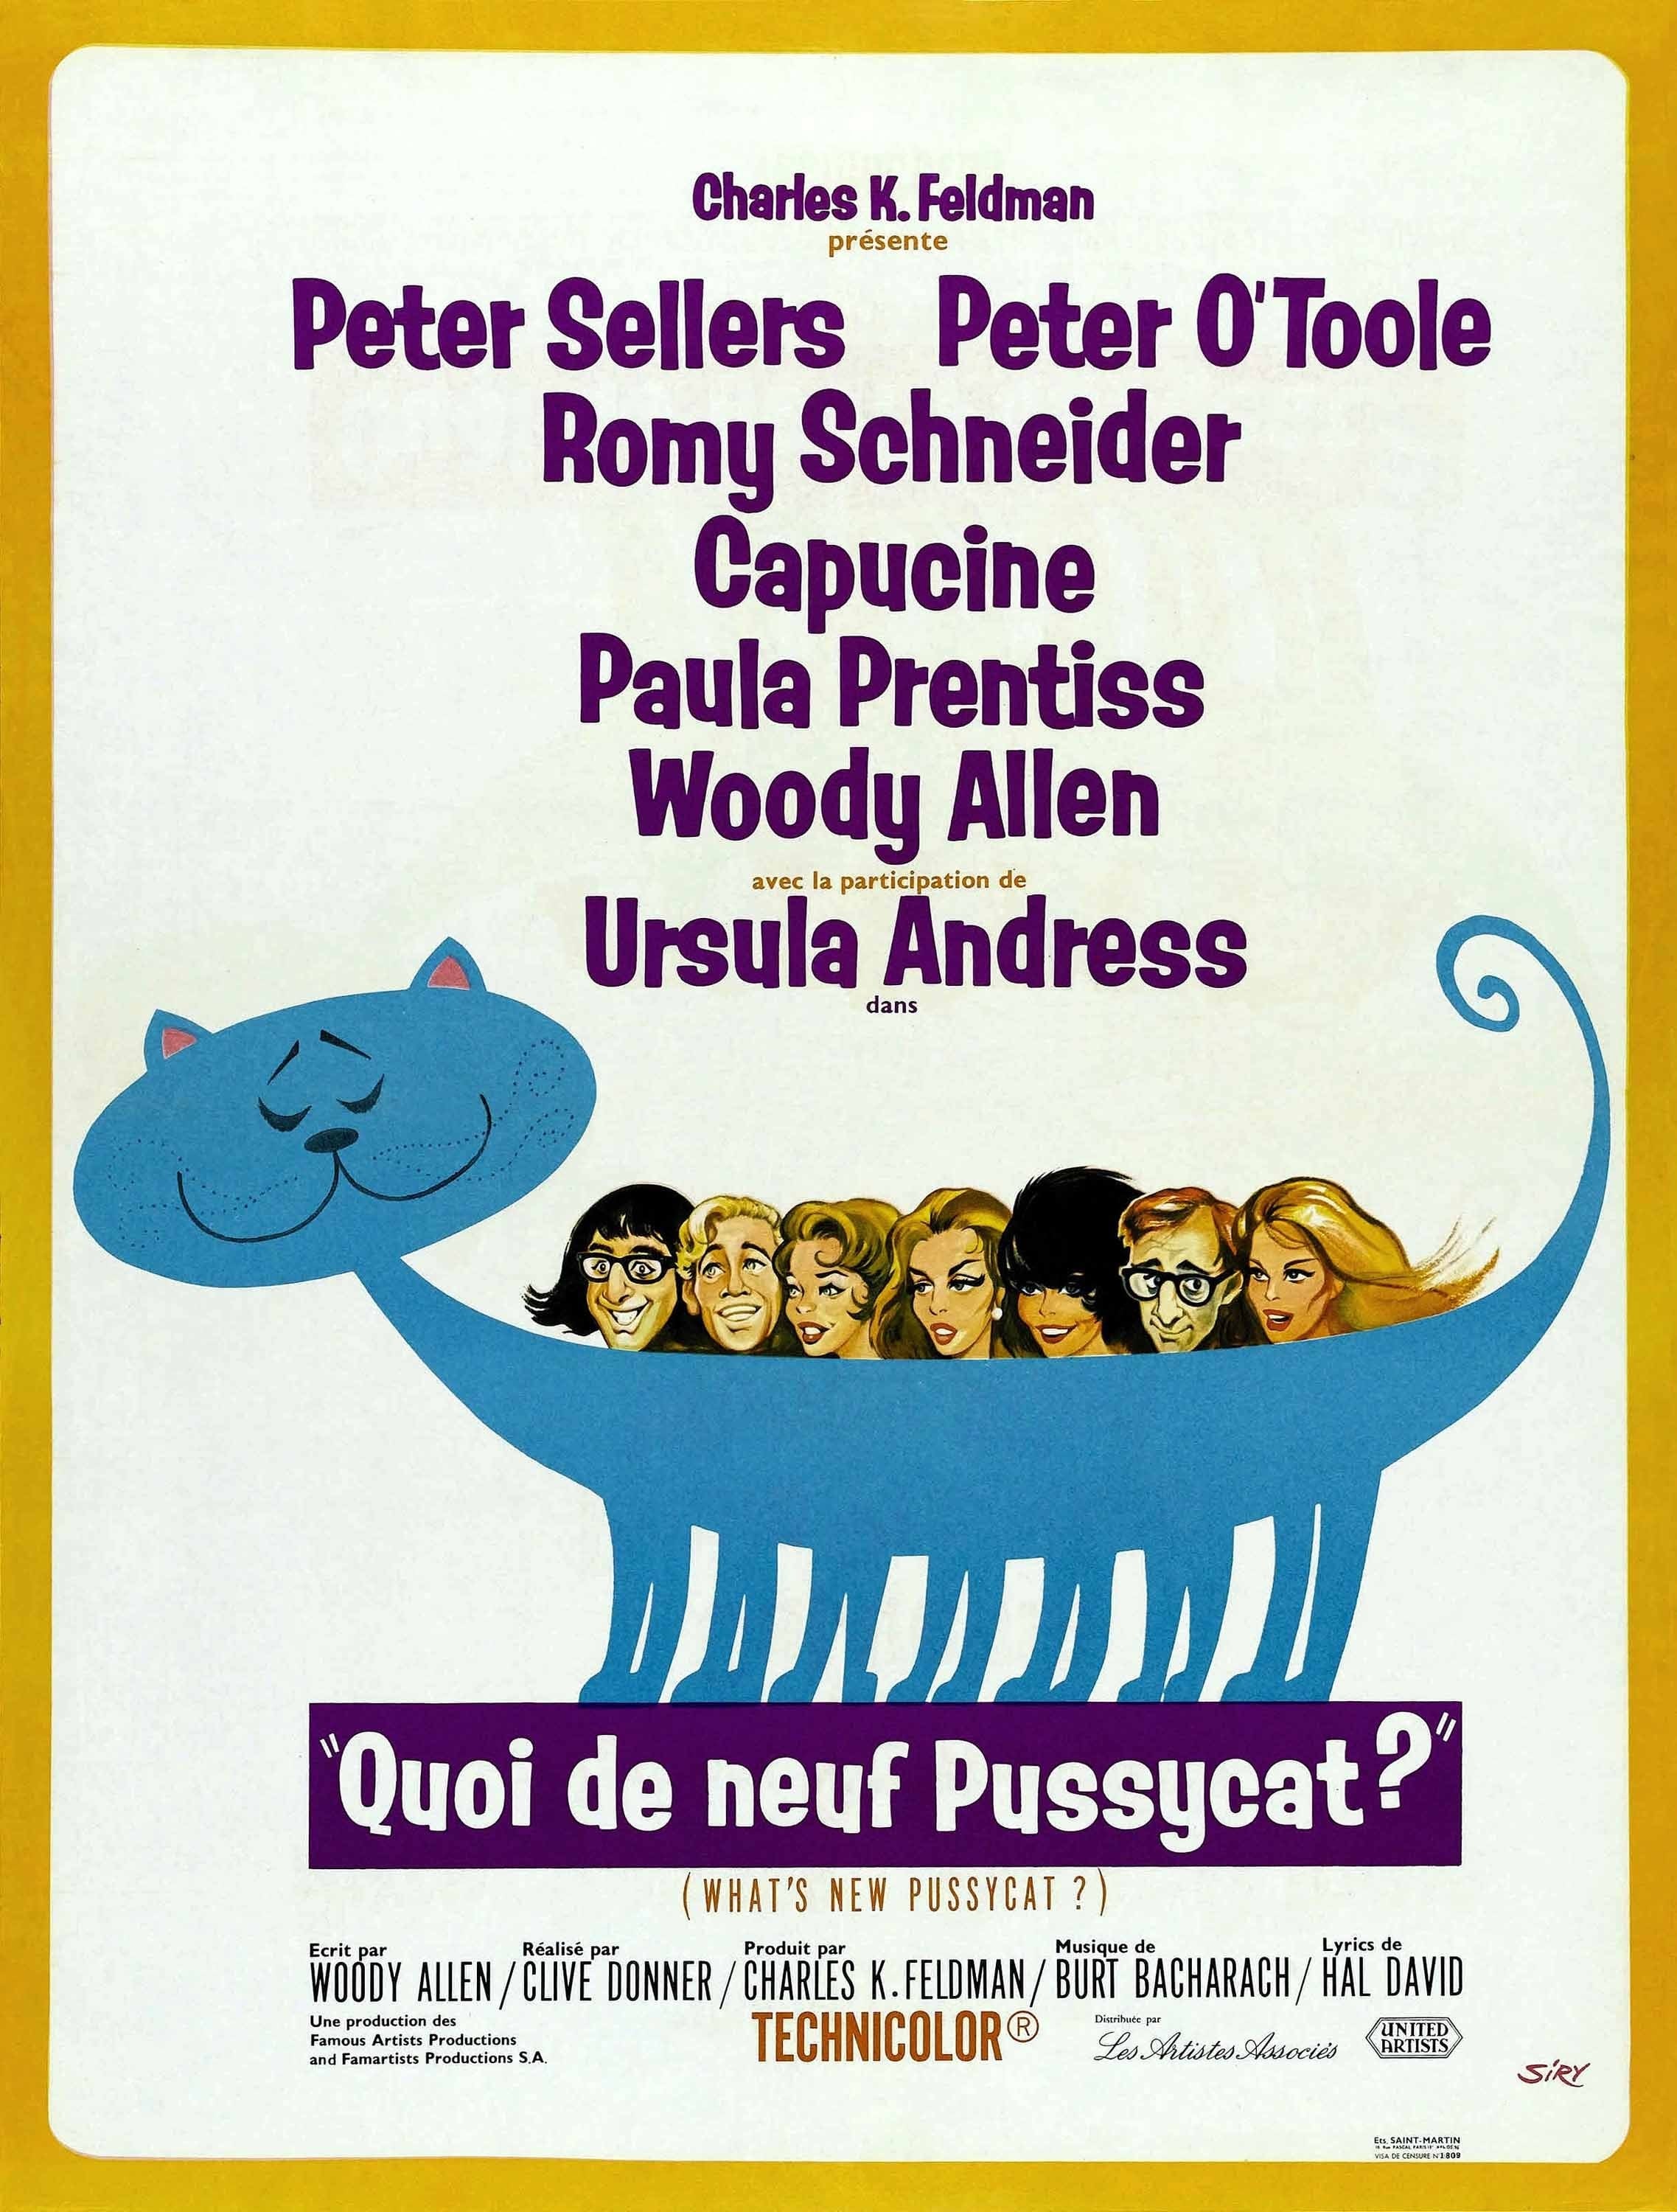 Charles K. Feldman
présente
Peter Sellers Peter O'Toole
Romy Schneider
Capucine
Paula Prentiss
Woody Allen
avec la participation de
Ursula Andress
dans
"Quoi de neuf Pussycat?"
(WHAT'S NEW PUSSYCAT ?)
Ecrit par Réalisé par Produit par Musique de Lyrics de
WOODY ALLEN / CLIVE DONNER / CHARLES K. FELDMAN / BURT BACHARACH / HAL DAVID
Une production des
Famous Artists Productions
and Famartists Productions S.A.
TECHNICOLOR®
Distribuée par
Les Artistes Associés
UNITED
ARTISTS
SiRY
Ets. SAINT-MARTIN
VISA DE CENSURE N° 1.809